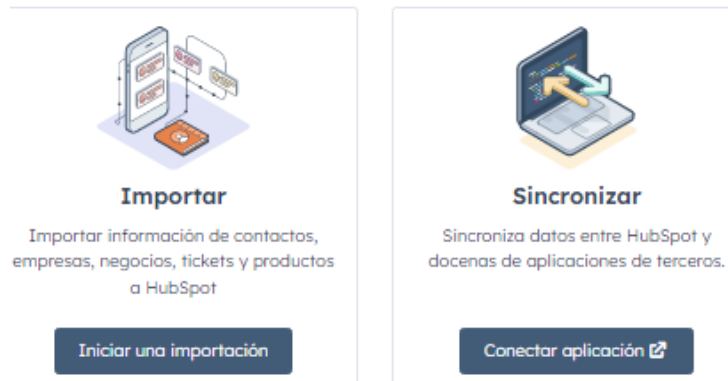 Importar
Importar información de contactos,
empresas, negocios, tickets y productos
a HubSpot
Iniciar una importación
Sincronizar
Sincroniza datos entre HubSpot y
docenas de aplicaciones de terceros.
Conectar aplicación